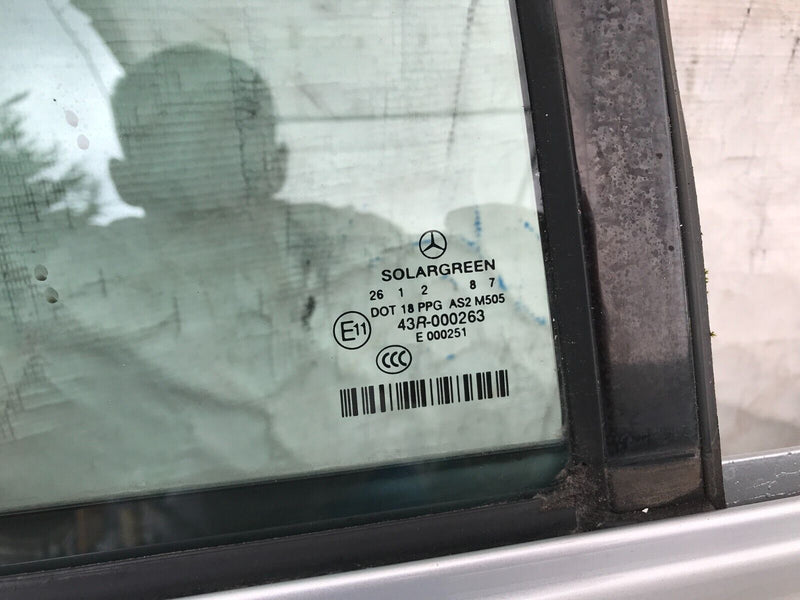 SOLARGREEN
26 1 2 8 7
DOT 18 PPG AS2 M505
E11 43R-000263
E 000251
CCC